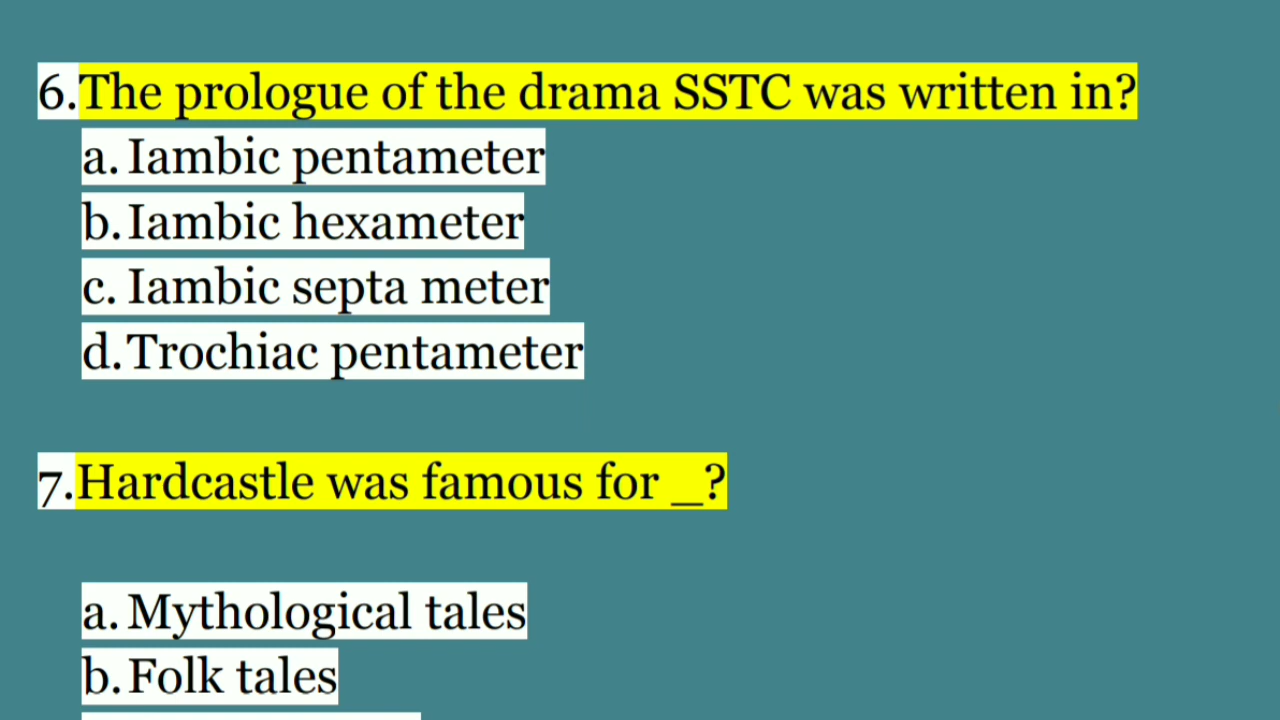 6.The prologue of the drama SSTC was written in?
a. Iambic pentameter
b.Iambic hexameter
c. Iambic septa meter
d.Trochiac pentameter
7.Hardcastle was famous for _?
a. Mythological tales
b.Folk tales